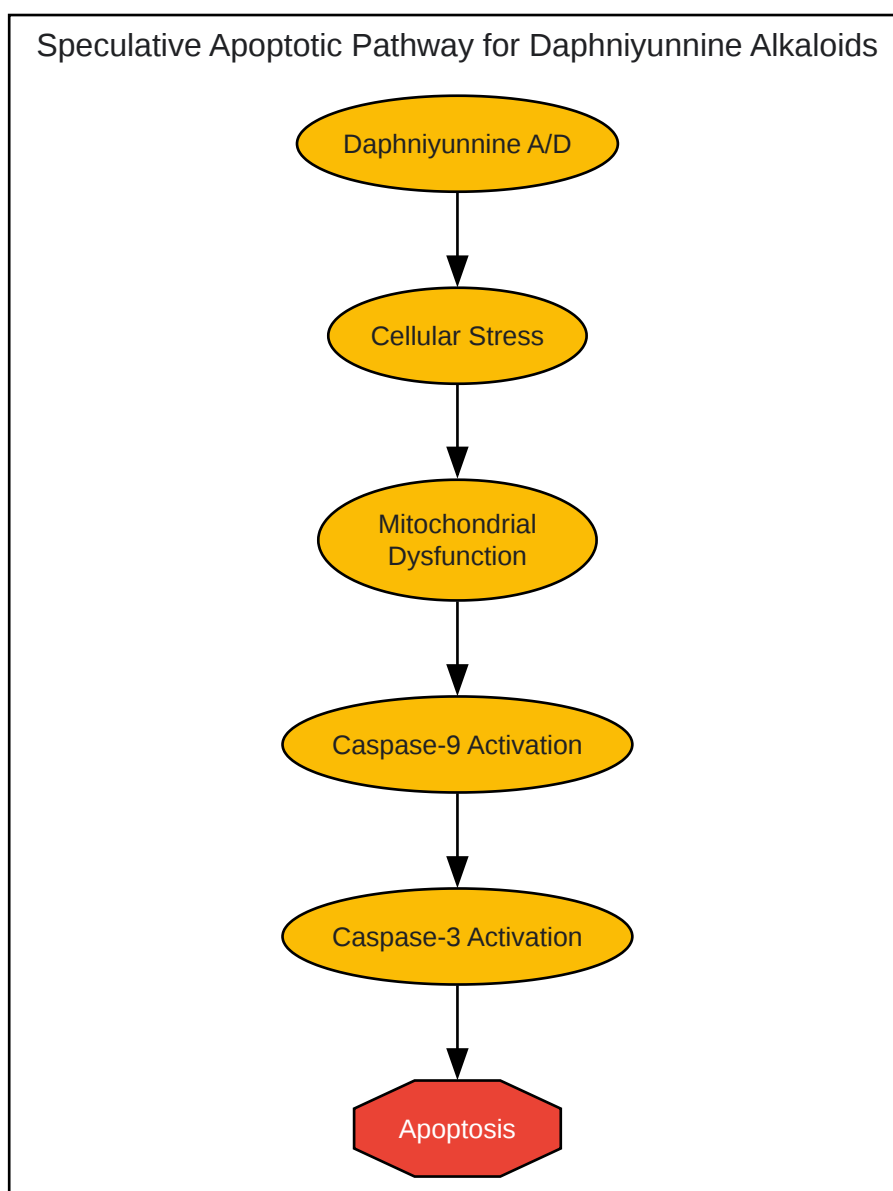 Speculative Apoptotic Pathway for Daphniyunnine Alkaloids
Daphniyunnine A/D
Cellular Stress
Mitochondrial
Dysfunction
Caspase-9 Activation
Caspase-3 Activation
Apoptosis